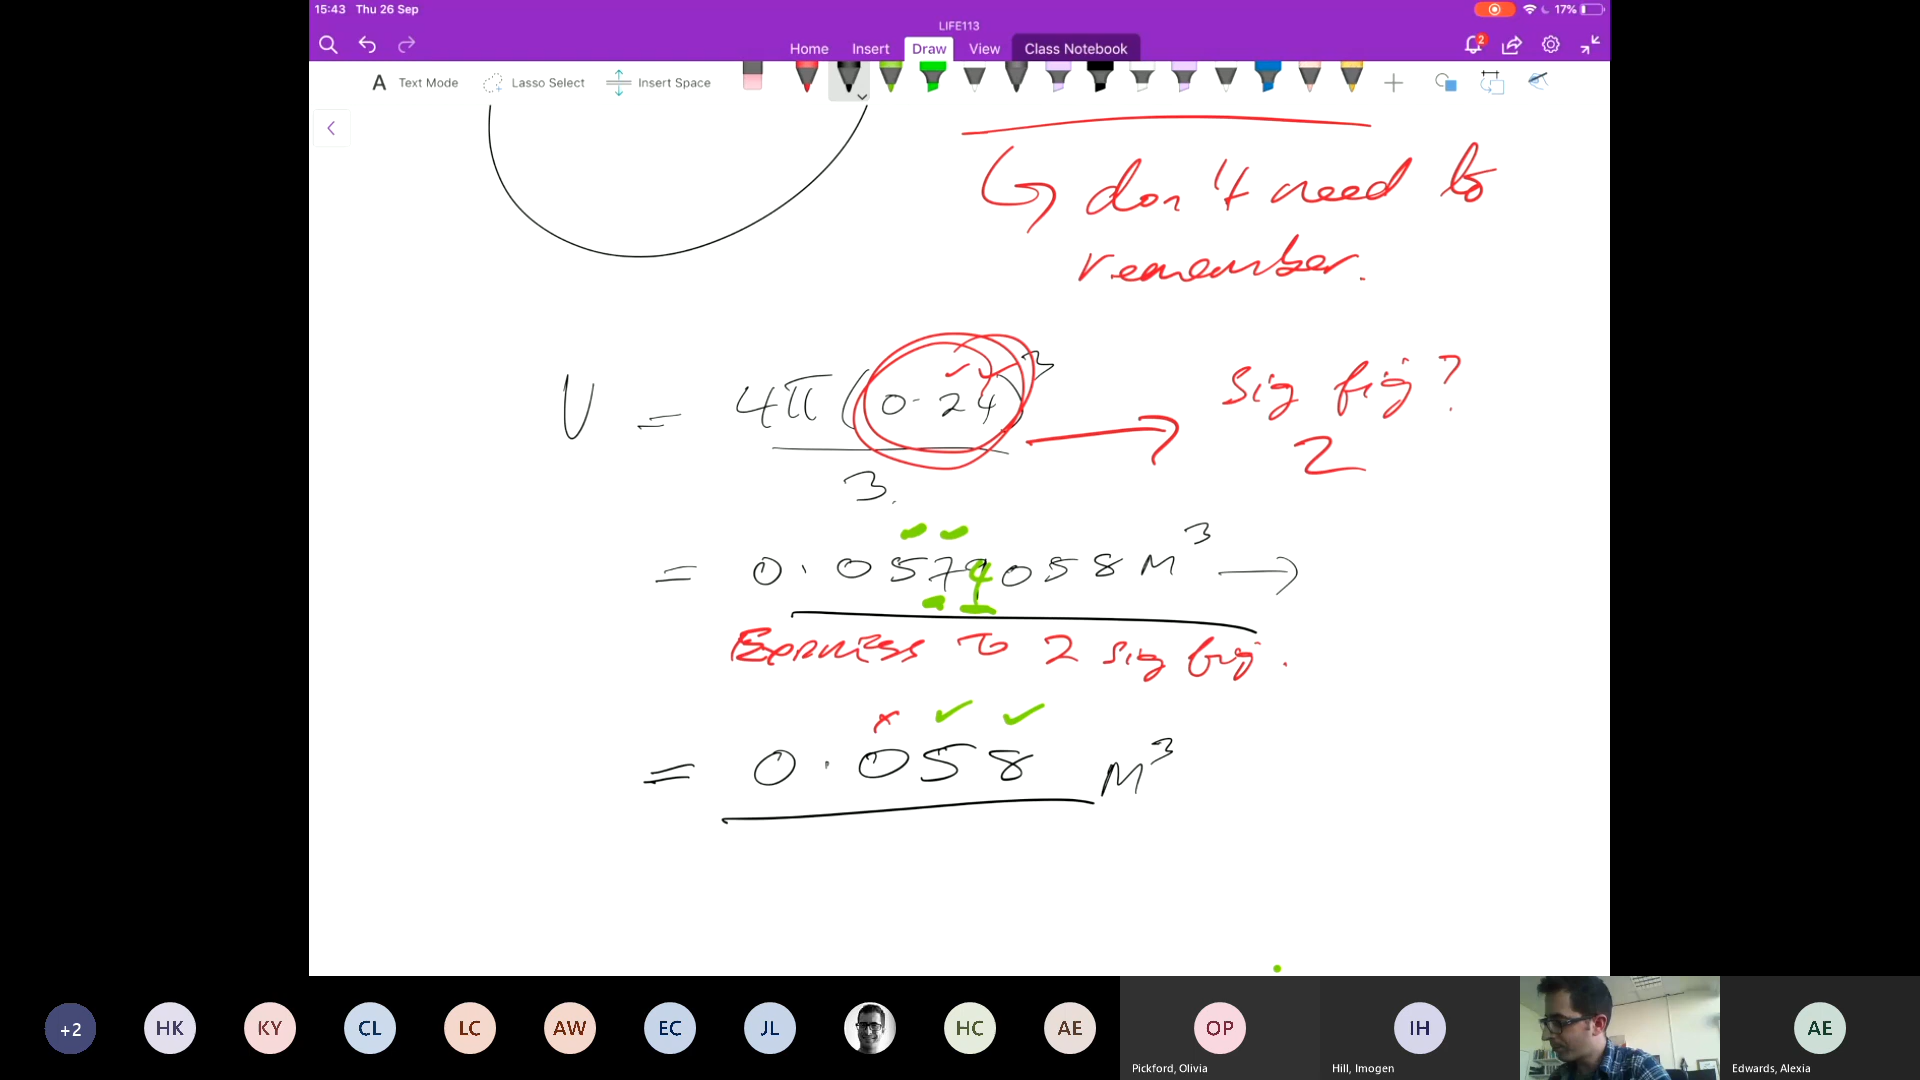 15:43 Thu 26 Sep
17%
LIFE113
Home Insert Draw View Class Notebook
2
A Text Mode Lasso Select Insert Space
don't need to
remember.
V = 4π(0.24)³
3.
sig fig?
2
= 0.0579058 M³ →
Express to 2 sig fig.
= 0.058 M³
+2 HK KY CL LC AW EC JL HC AE OP IH AE
Pickford, Olivia Hill, Imogen Edwards, Alexia